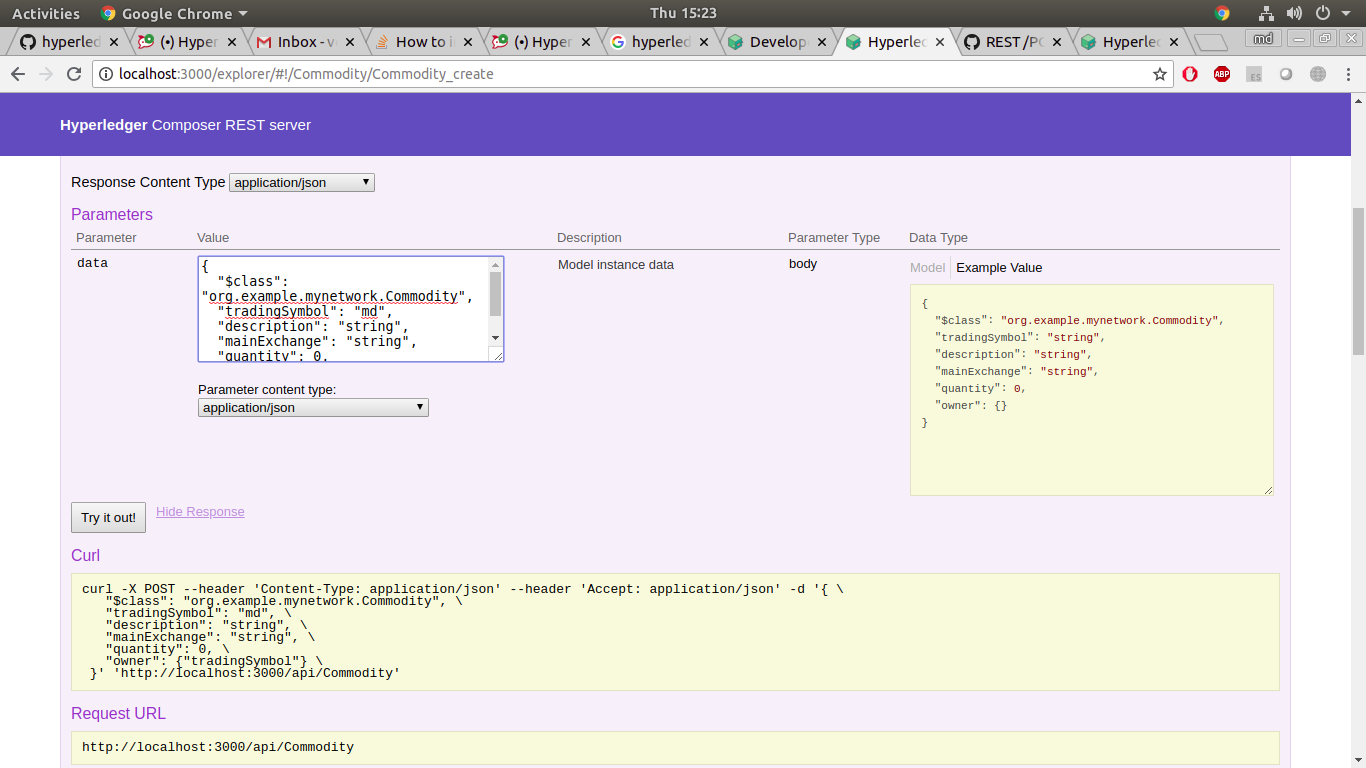 Activities Google Chrome Thu 15:23
hyperled (•) Hyper Inbox - v How to i (•) Hyper hyperled Develop Hyperled REST /PO Hyperled md
localhost:3000/explorer/#!/Commodity/Commodity_create ABP ES
Hyperledger Composer REST server
Response Content Type application/json
Parameters
Parameter Value Description Parameter Type Data Type
data
{
"$class":
"org.example.mynetwork.Commodity",
"tradingSymbol": "md",
"description": "string",
"mainExchange": "string",
"quantity": 0,
Parameter content type:
application/json
Model instance data
body
Model Example Value
{
"$class": "org.example.mynetwork.Commodity",
"tradingSymbol": "string",
"description": "string",
"mainExchange": "string",
"quantity": 0,
"owner": {}
}
Try it out! Hide Response
Curl
curl -X POST --header 'Content-Type: application/json' --header 'Accept: application/json' -d '{ \
"$class": "org.example.mynetwork.Commodity", \
"tradingSymbol": "md", \
"description": "string", \
"mainExchange": "string", \
"quantity": 0, \
"owner": {"tradingSymbol"} \
}' 'http://localhost:3000/api/Commodity'
Request URL
http://localhost:3000/api/Commodity